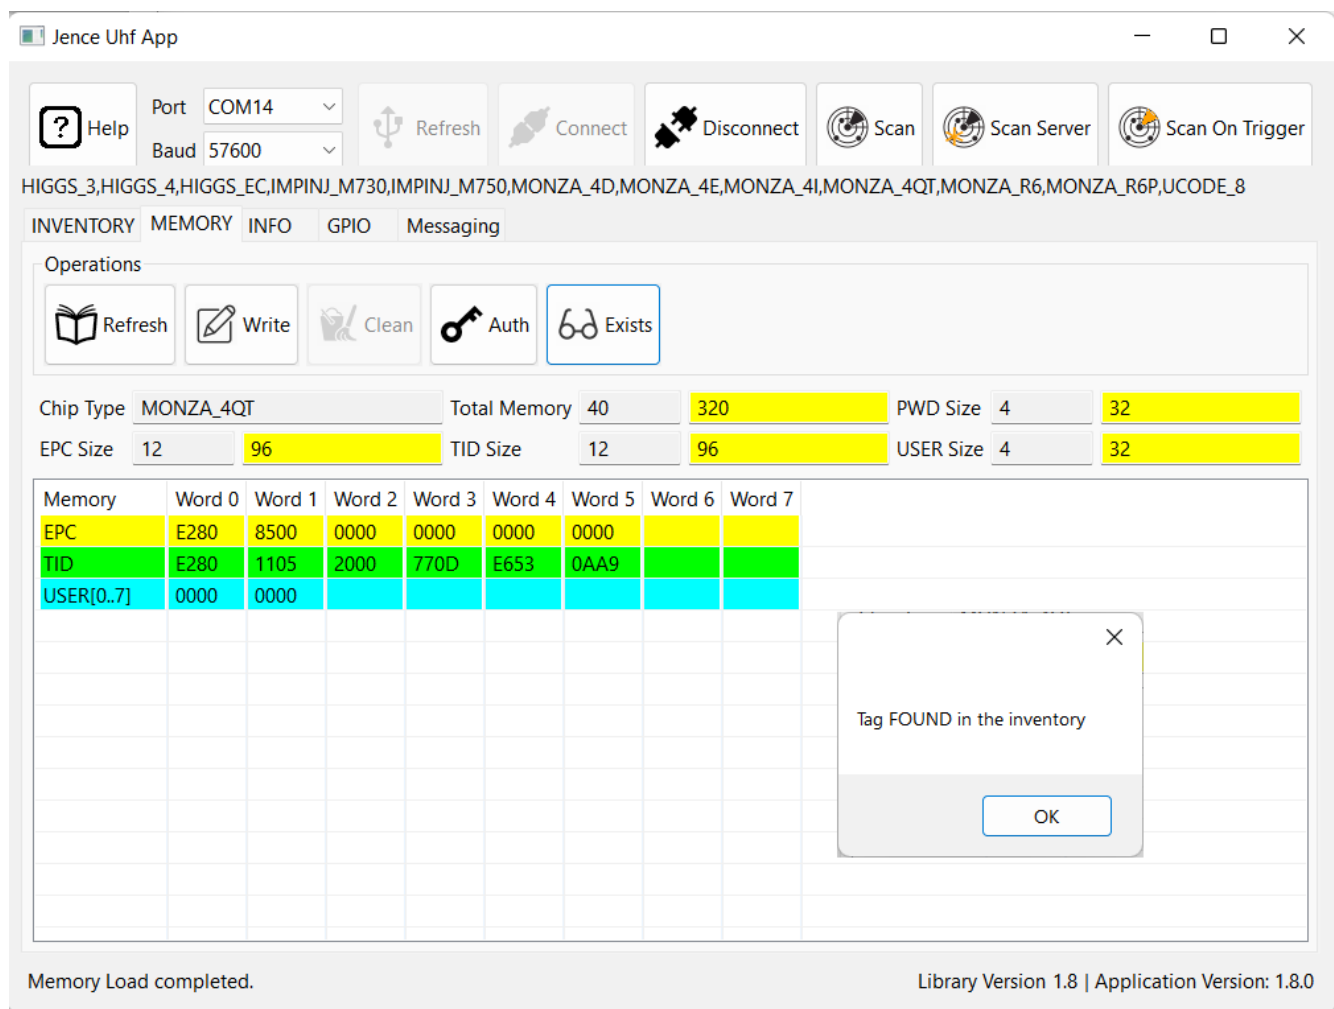 Jence Uhf App
Help
Port COM14
Baud 57600
Refresh
Connect
Disconnect
Scan
Scan Server
Scan On Trigger
HIGGS_3,HIGGS_4,HIGGS_EC,IMPINJ_M730,IMPINJ_M750,MONZA_4D,MONZA_4E,MONZA_4I,MONZA_4QT,MONZA_R6,MONZA_R6P,UCODE_8
INVENTORY MEMORY INFO GPIO Messaging
Operations
Refresh Write Clean Auth Exists
Chip Type MONZA_4QT Total Memory 40 320 PWD Size 4 32
EPC Size 12 96 TID Size 12 96 USER Size 4 32
Memory Word 0 Word 1 Word 2 Word 3 Word 4 Word 5 Word 6 Word 7
EPC E280 8500 0000 0000 0000 0000
TID E280 1105 2000 770D E653 0AA9
USER[0..7] 0000 0000
Tag FOUND in the inventory
OK
Memory Load completed.
Library Version 1.8 | Application Version: 1.8.0